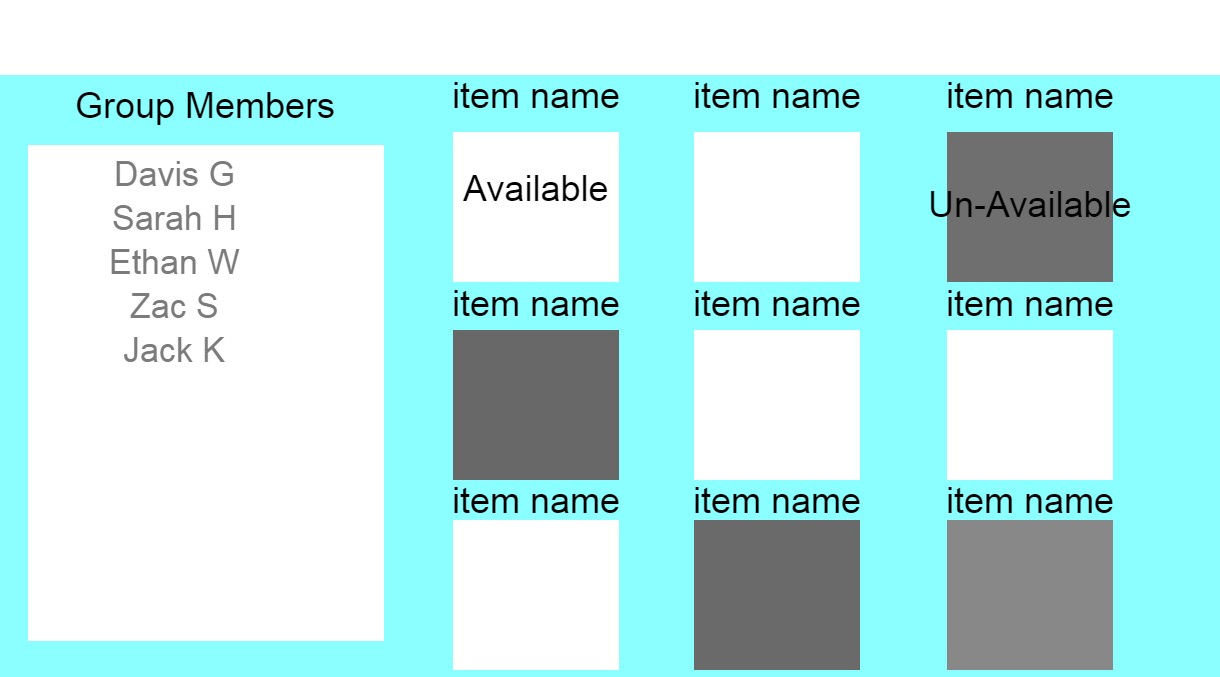 Group Members
Davis G
Sarah H
Ethan W
Zac S
Jack K
item name item name item name
Available
Un-Available
item name item name item name
item name item name item name